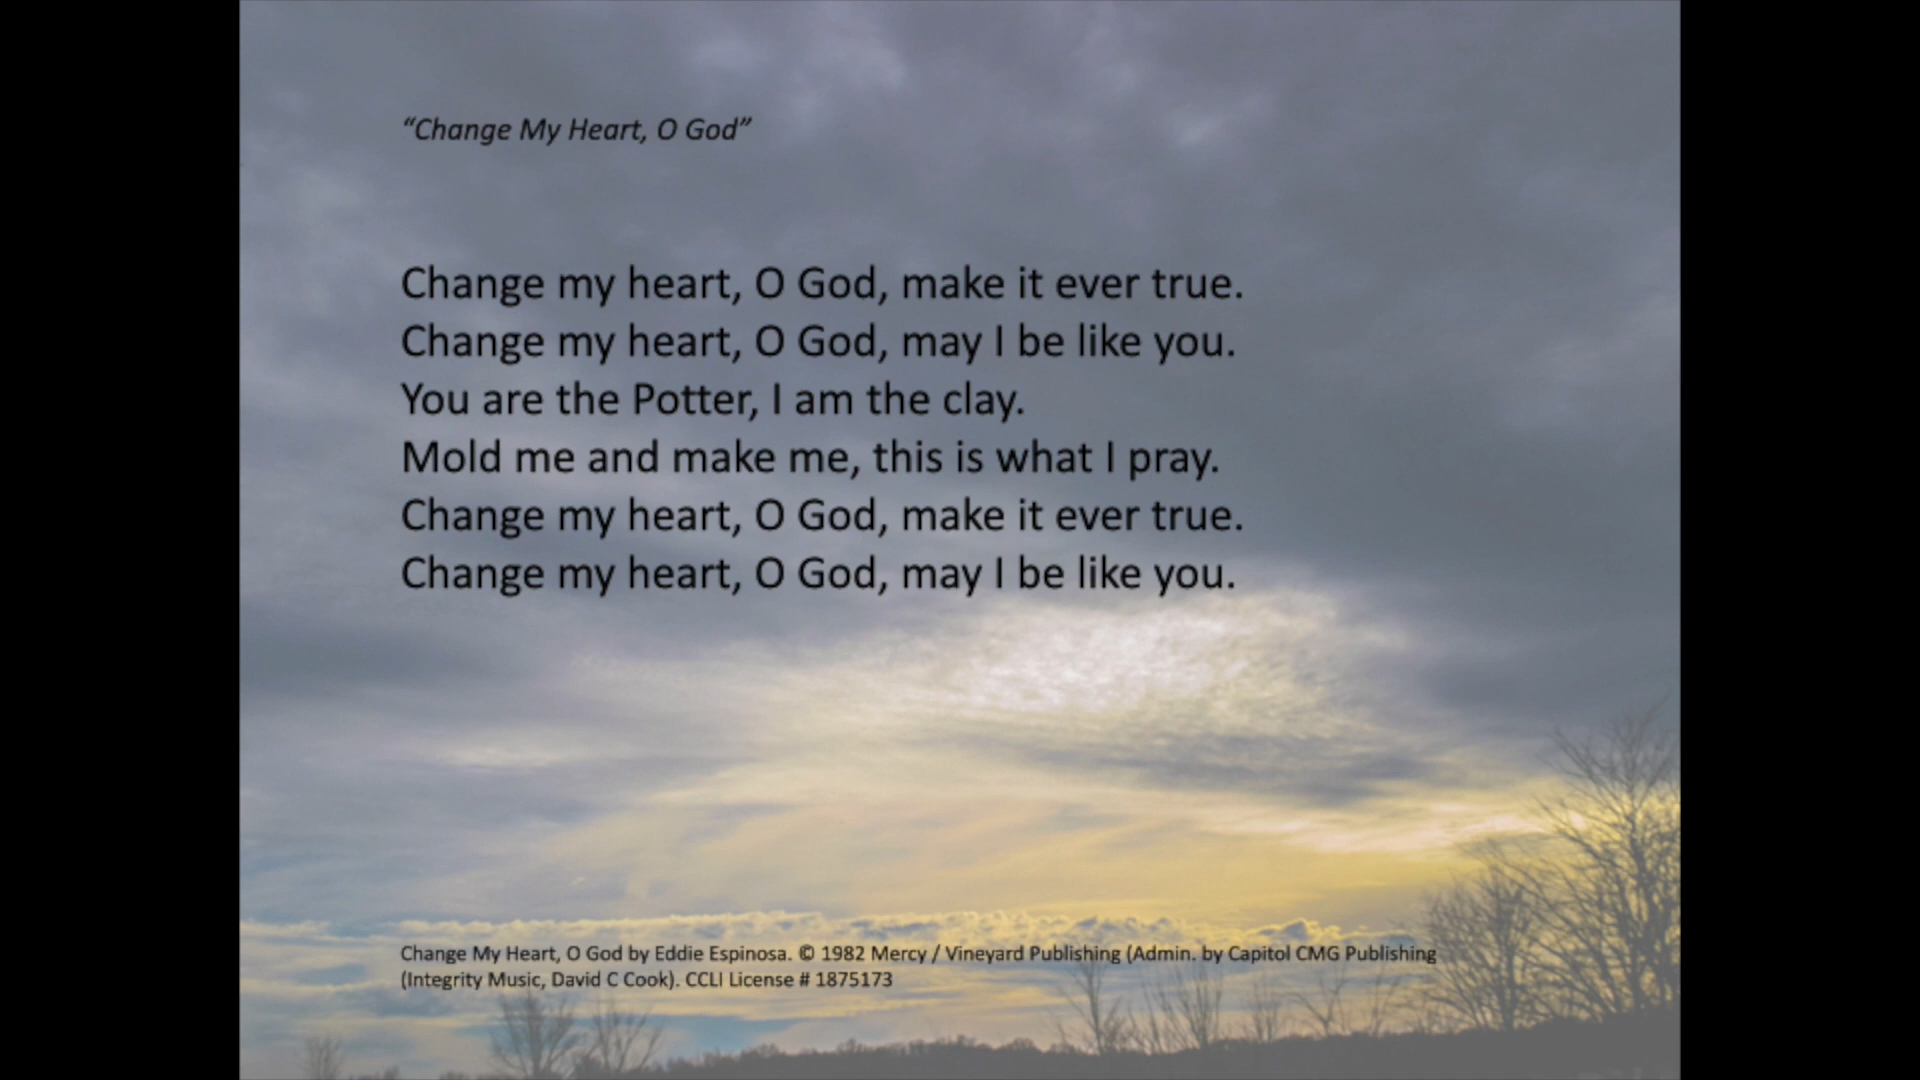 “Change My Heart, O God”
Change my heart, O God, make it ever true.
Change my heart, O God, may I be like you.
You are the Potter, I am the clay.
Mold me and make me, this is what I pray.
Change my heart, O God, make it ever true.
Change my heart, O God, may I be like you.
Change My Heart, O God by Eddie Espinosa. © 1982 Mercy / Vineyard Publishing (Admin. by Capitol CMG Publishing
(Integrity Music, David C Cook). CCLI License # 1875173